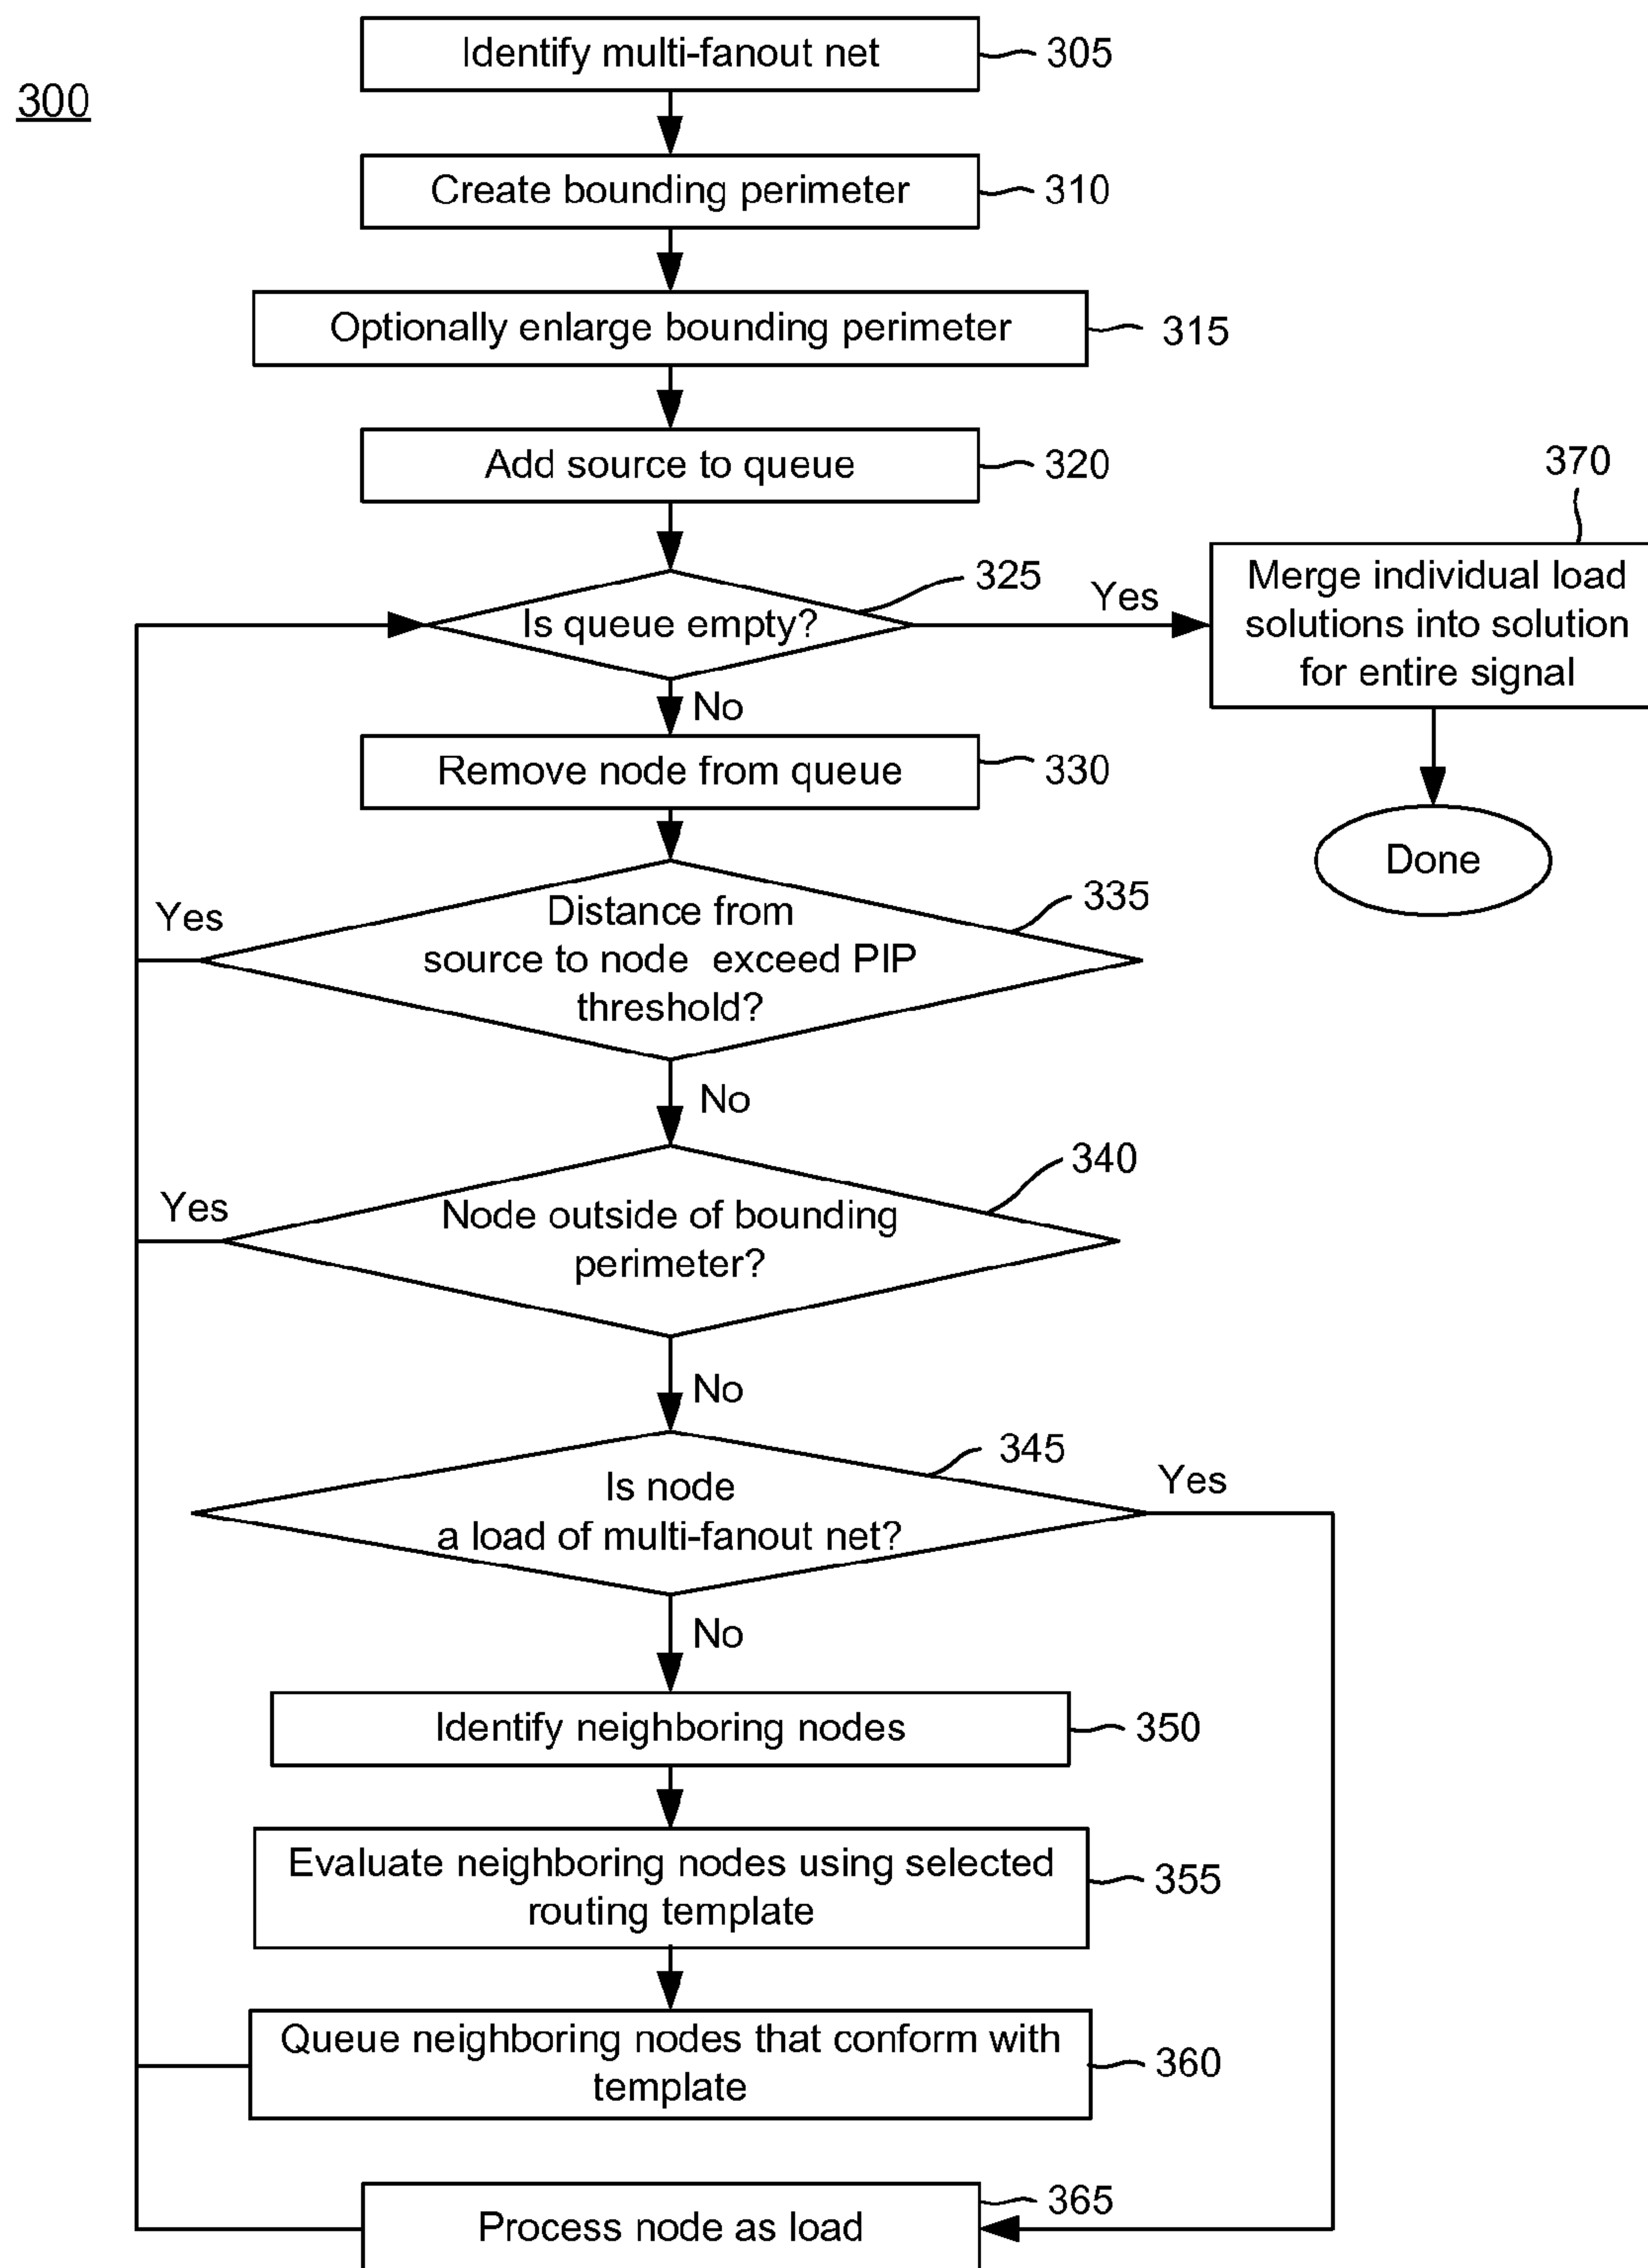 300
Identify multi-fanout net
305
Create bounding perimeter
310
Optionally enlarge bounding perimeter
315
Add source to queue
320
370
Is queue empty?
325
Yes
Merge individual load
solutions into solution
for entire signal
No
Remove node from queue
330
Done
Yes
Distance from
source to node exceed PIP
threshold?
335
No
Yes
Node outside of bounding
perimeter?
340
No
Is node
a load of multi-fanout net?
345
Yes
No
Identify neighboring nodes
350
Evaluate neighboring nodes using selected
routing template
355
Queue neighboring nodes that conform with
template
360
Process node as load
365